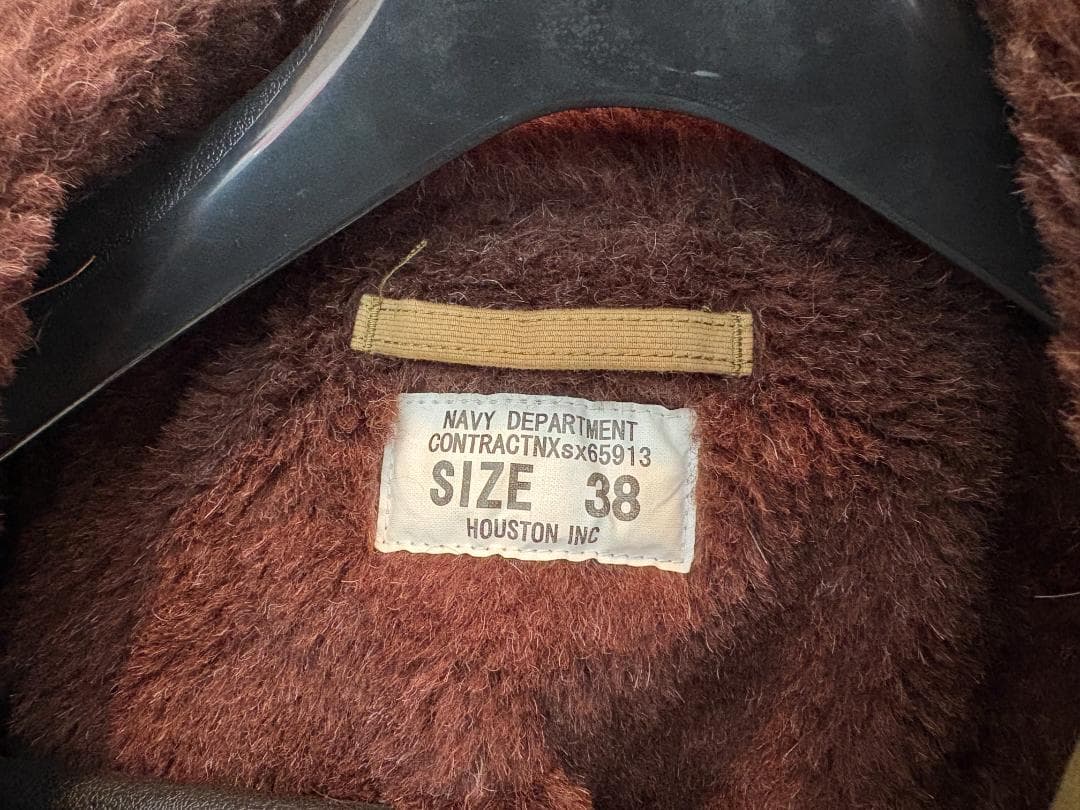 NAVY DEPARTMENT
CONTRACTNXsx65913
SIZE 38
HOUSTON INC